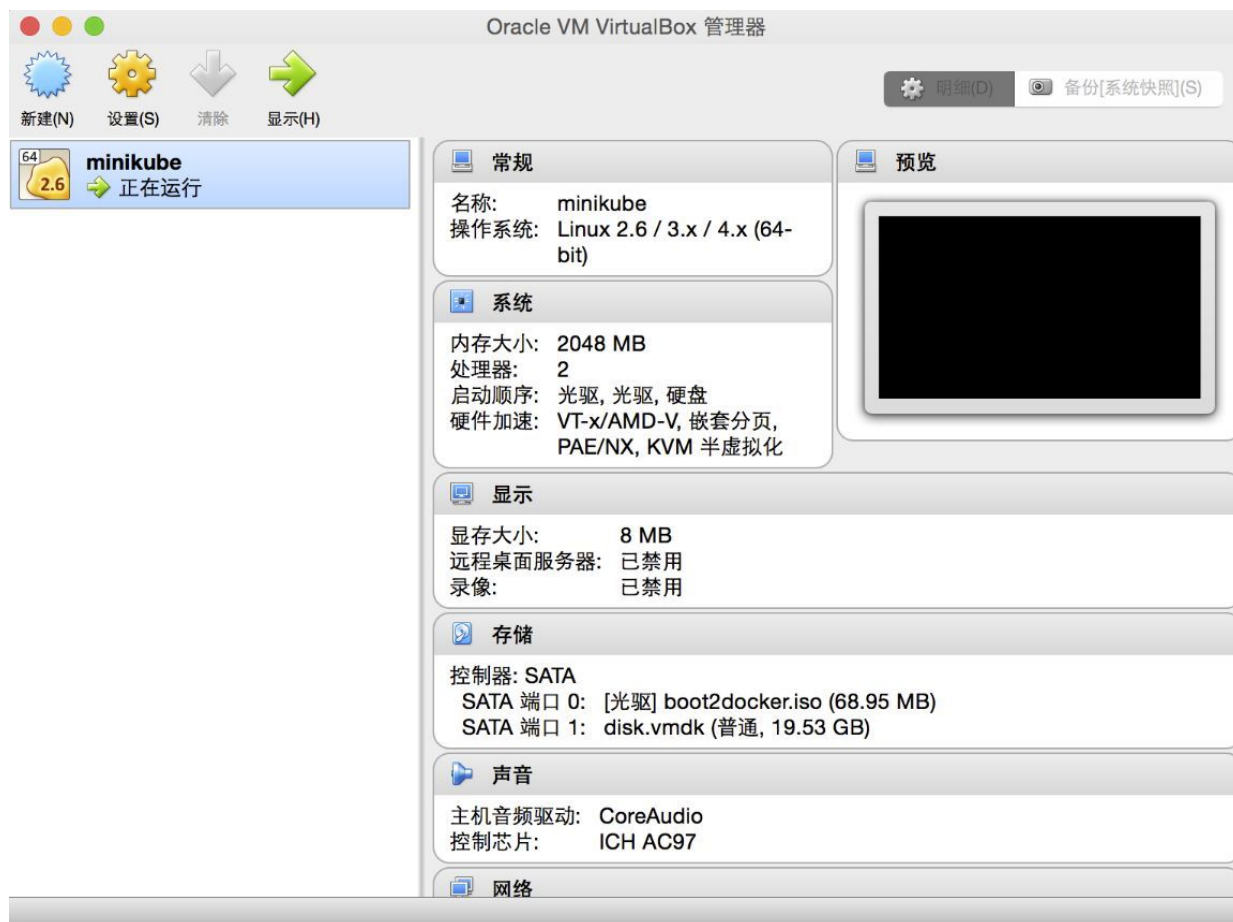 Oracle VM VirtualBox 管理器
新建(N)
设置(S)
清除
显示(H)
明细(D)
备份[系统快照](S)
64
2.6
minikube
正在运行
常规
名称: minikube
操作系统: Linux 2.6 / 3.x / 4.x (64-
bit)
预览
系统
内存大小: 2048 MB
处理器: 2
启动顺序: 光驱, 光驱, 硬盘
硬件加速: VT-x/AMD-V, 嵌套分页,
PAE/NX, KVM 半虚拟化
显示
显存大小: 8 MB
远程桌面服务器: 已禁用
录像: 已禁用
存储
控制器: SATA
SATA 端口 0: [光驱] boot2docker.iso (68.95 MB)
SATA 端口 1: disk.vmdk (普通, 19.53 GB)
声音
主机音频驱动: CoreAudio
控制芯片: ICH AC97
网络